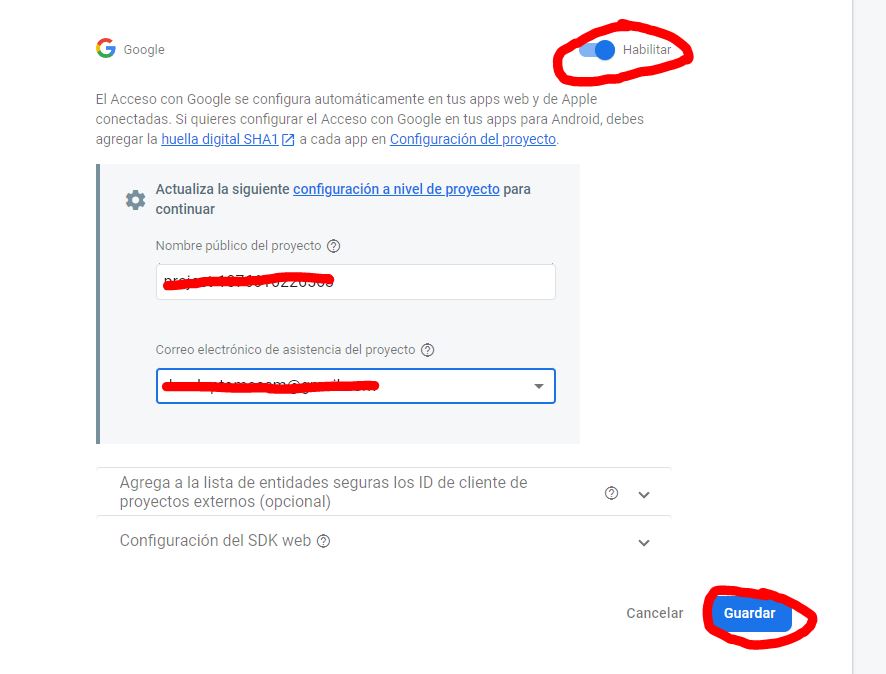 Google
Habilitar
El Acceso con Google se configura automáticamente en tus apps web y de Apple
conectadas. Si quieres configurar el Acceso con Google en tus apps para Android, debes
agregar la huella digital SHA1 a cada app en Configuración del proyecto.
Actualiza la siguiente configuración a nivel de proyecto para
continuar
Nombre público del proyecto
Correo electrónico de asistencia del proyecto
Agrega a la lista de entidades seguras los ID de cliente de
proyectos externos (opcional)
Configuración del SDK web
Cancelar
Guardar